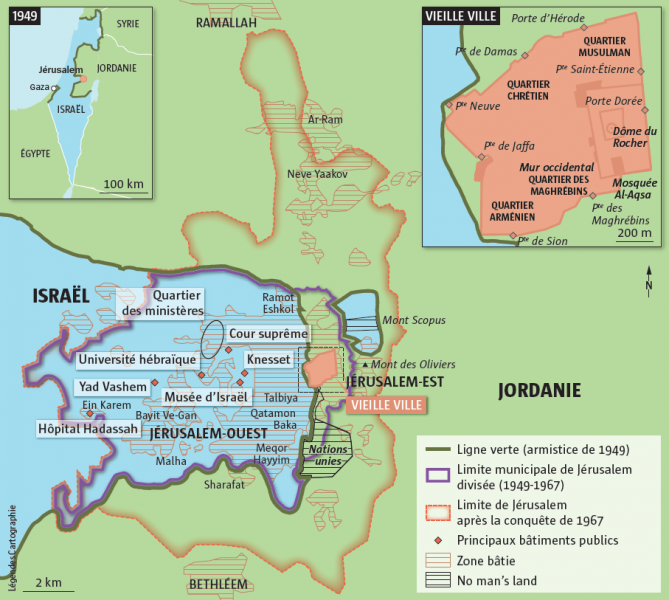 1949
SYRIE
JORDANIE
Jérusalem
Gaza
ISRAËL
ÉGYPTE
100 km
RAMALLAH
VIEILLE VILLE
Porte d'Hérode
QUARTIER
MUSULMAN
Pte de Damas
Pte Saint-Étienne
QUARTIER
CHRÉTIEN
Pte Neuve
Porte Dorée
Dôme du
Rocher
Pte de Jaffa
Mur occidental
QUARTIER DES
MAGHRÉBINS
Mosquée
Al-Aqsa
QUARTIER
ARMÉNIEN
Pte des
Maghrébins
Pte de Sion
200 m
Ar-Ram
Neve Yaakov
N
ISRAËL
Quartier
des ministères
Ramot
Eshkol
Mont Scopus
Cour suprême
Université hébraïque
Knesset
Mont des Oliviers
JÉRUSALEM-EST
JORDANIE
Yad Vashem
Musée d'Israël
VIEILLE VILLE
Ein Karem
Talbiya
Bayit Ve-Gan
Qatamon
Baka
Hôpital Hadassah
JÉRUSALEM-OUEST
Nations
unies
Malha
Meqor
Hayyim
Sharafat
BETHLÉEM
2 km
Légendes Cartographie
Ligne verte (armistice de 1949)
Limite municipale de Jérusalem
divisée (1949-1967)
Limite de Jérusalem
après la conquête de 1967
Principaux bâtiments publics
Zone bâtie
No man's land